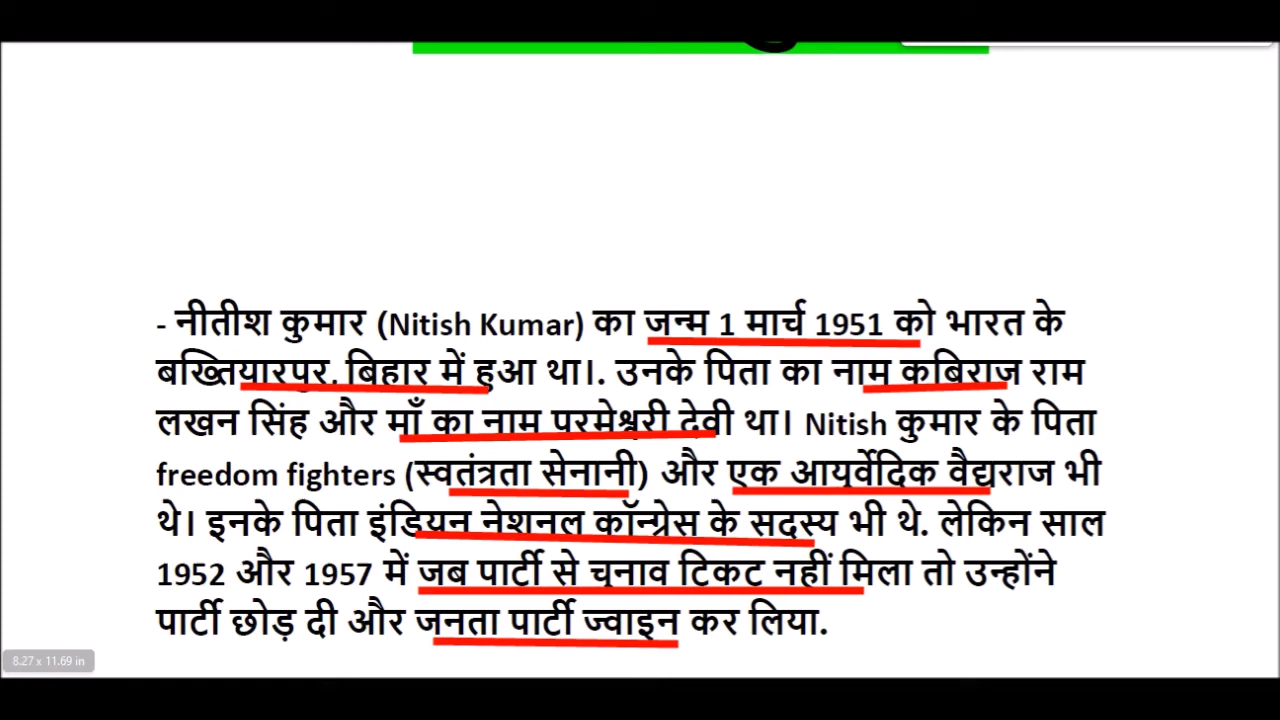 - नीतीश कुमार (Nitish Kumar) का जन्म 1 मार्च 1951 को भारत के
बख्तियारपुर, बिहार में हुआ था।. उनके पिता का नाम कबिराज राम
लखन सिंह और माँ का नाम परमेश्वरी देवी था। Nitish कुमार के पिता
freedom fighters (स्वतंत्रता सेनानी) और एक आयुर्वेदिक वैद्यराज भी
थे। इनके पिता इंडियन नेशनल कॉन्ग्रेस के सदस्य भी थे. लेकिन साल
1952 और 1957 में जब पार्टी से चुनाव टिकट नहीं मिला तो उन्होंने
पार्टी छोड़ दी और जनता पार्टी ज्वाइन कर लिया.
8.27 x 11.69 in